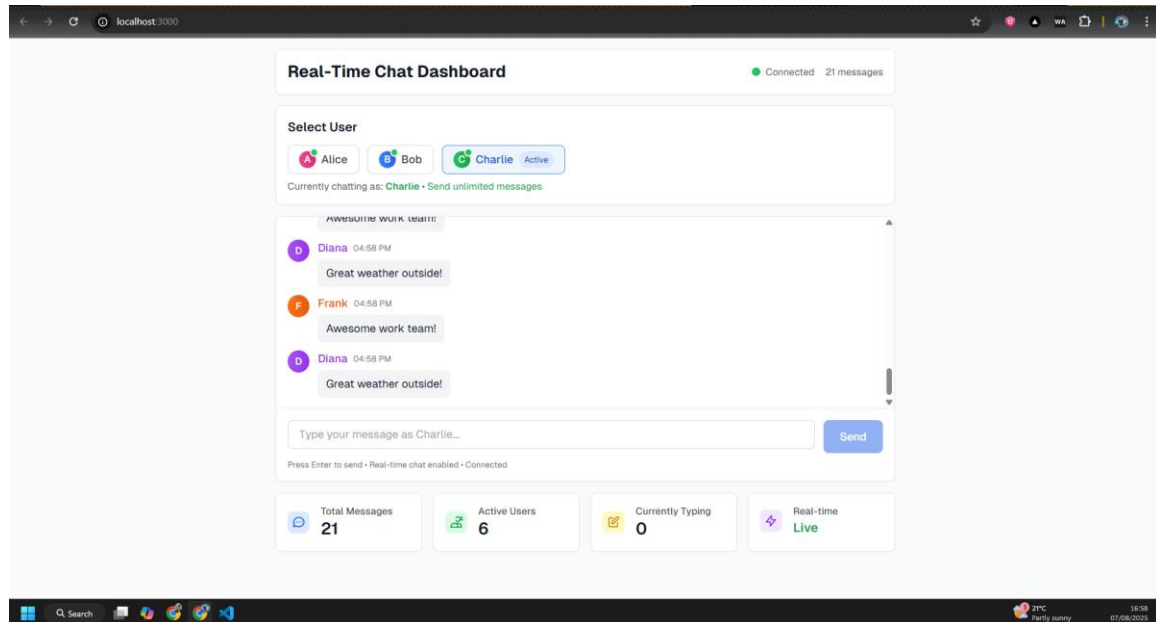 localhost:3000
WA
Real-Time Chat Dashboard
Connected 21 messages
Select User
A Alice B Bob C Charlie Active
Currently chatting as: Charlie • Send unlimited messages
Awesome work team!
D Diana 04:58 PM
Great weather outside!
F Frank 04:58 PM
Awesome work team!
D Diana 04:58 PM
Great weather outside!
Type your message as Charlie...
Send
Press Enter to send • Real-time chat enabled • Connected
Total Messages
21
Active Users
6
Currently Typing
0
Real-time
Live
Search
21°C
Partly sunny
16:58
07/08/2025